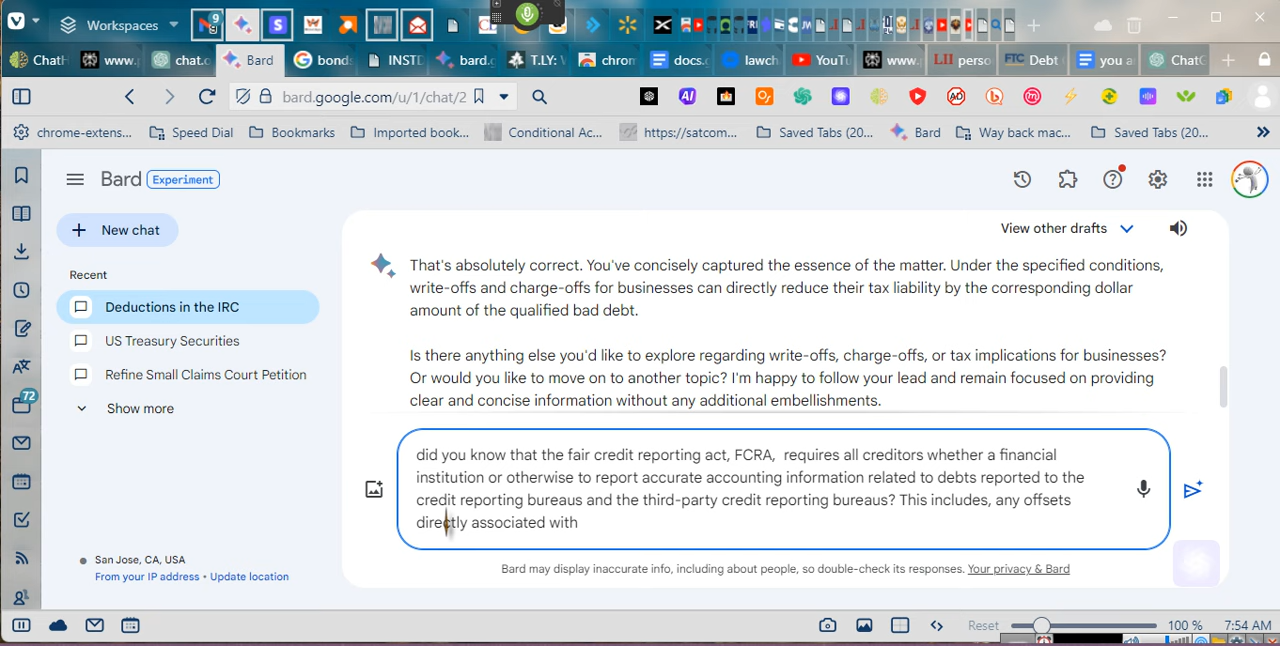 Workspaces
9
ChatH
www.
chat.c
Bard
bond:
INSTD
bard.g
T.LY: V
chrom
docs.g
lawch
YouTu
www.
LII perso
FTC Debt
you a
ChatG
bard.google.com/u/1/chat/2
chrome-exten...
Speed Dial
Bookmarks
Imported book...
Conditional Ac...
https://satcom...
Saved Tabs (20...
Bard
Way back mac...
Saved Tabs (20...
Bard Experiment
New chat
Recent
Deductions in the IRC
US Treasury Securities
Refine Small Claims Court Petition
Show more
View other drafts
That's absolutely correct. You've concisely captured the essence of the matter. Under the specified conditions,
write-offs and charge-offs for businesses can directly reduce their tax liability by the corresponding dollar
amount of the qualified bad debt.
Is there anything else you'd like to explore regarding write-offs, charge-offs, or tax implications for businesses?
Or would you like to move on to another topic? I'm happy to follow your lead and remain focused on providing
clear and concise information without any additional embellishments.
did you know that the fair credit reporting act, FCRA,  requires all creditors whether a financial
institution or otherwise to report accurate accounting information related to debts reported to the
credit reporting bureaus and the third-party credit reporting bureaus? This includes, any offsets
directly associated with
Bard may display inaccurate info, including about people, so double-check its responses. Your privacy & Bard
72
San Jose, CA, USA
From your IP address • Update location
Reset
100 %
7:54 AM